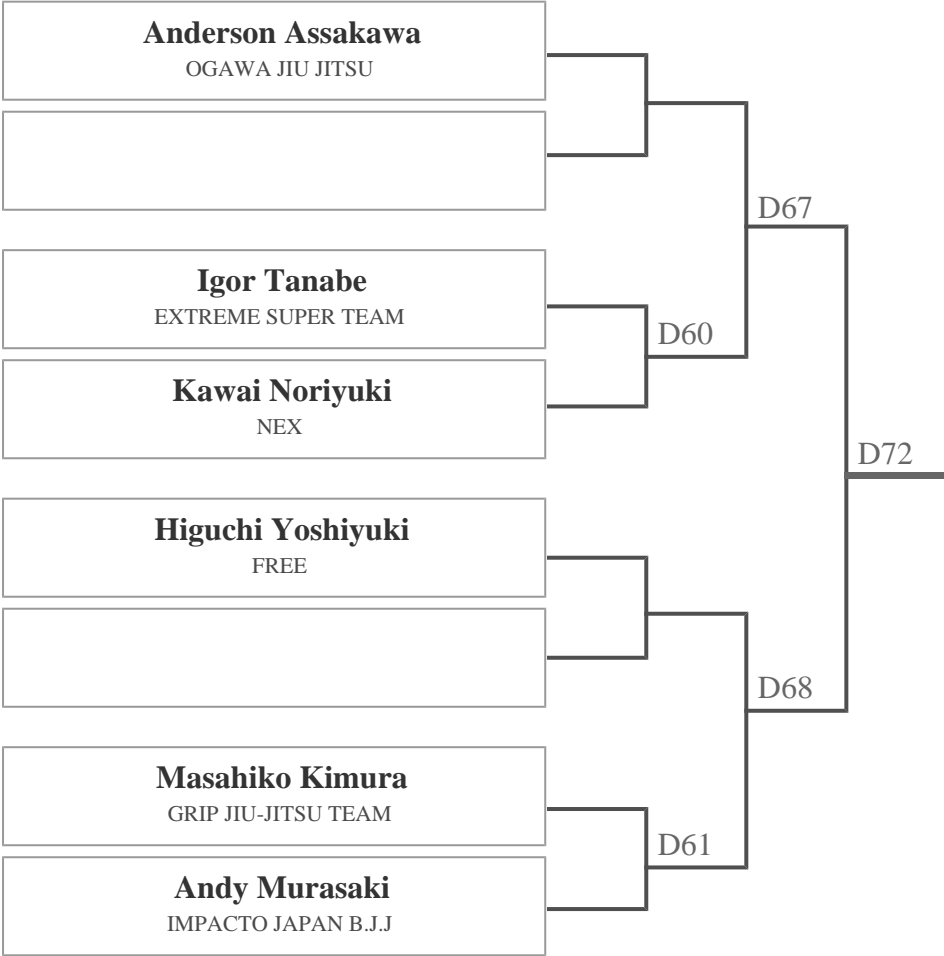 Anderson Assakawa
OGAWA JIU JITSU
D67
Igor Tanabe
EXTREME SUPER TEAM
D60
Kawai Noriyuki
NEX
D72
Higuchi Yoshiyuki
FREE
D68
Masahiko Kimura
GRIP JIU-JITSU TEAM
D61
Andy Murasaki
IMPACTO JAPAN B.J.J